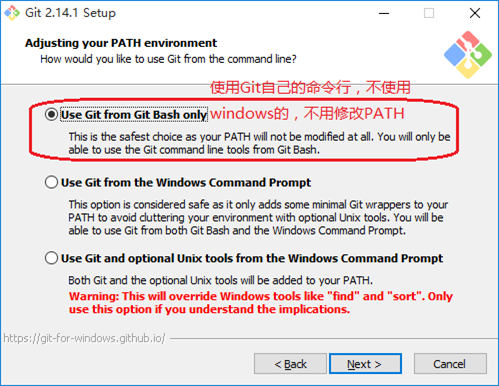 Git 2.14.1 Setup
Adjusting your PATH environment
How would you like to use Git from the command line?
使用Git自己的命令行，不使用
windows的，不用修改PATH
Use Git from Git Bash only
This is the safest choice as your PATH will not be modified at all. You will only be
able to use the Git command line tools from Git Bash.
Use Git from the Windows Command Prompt
This option is considered safe as it only adds some minimal Git wrappers to your
PATH to avoid cluttering your environment with optional Unix tools. You will be
able to use Git from both Git Bash and the Windows Command Prompt.
Use Git and optional Unix tools from the Windows Command Prompt
Both Git and the optional Unix tools will be added to your PATH.
Warning: This will override Windows tools like "find" and "sort". Only
use this option if you understand the implications.
https://git-for-windows.github.io/
< Back
Next >
Cancel